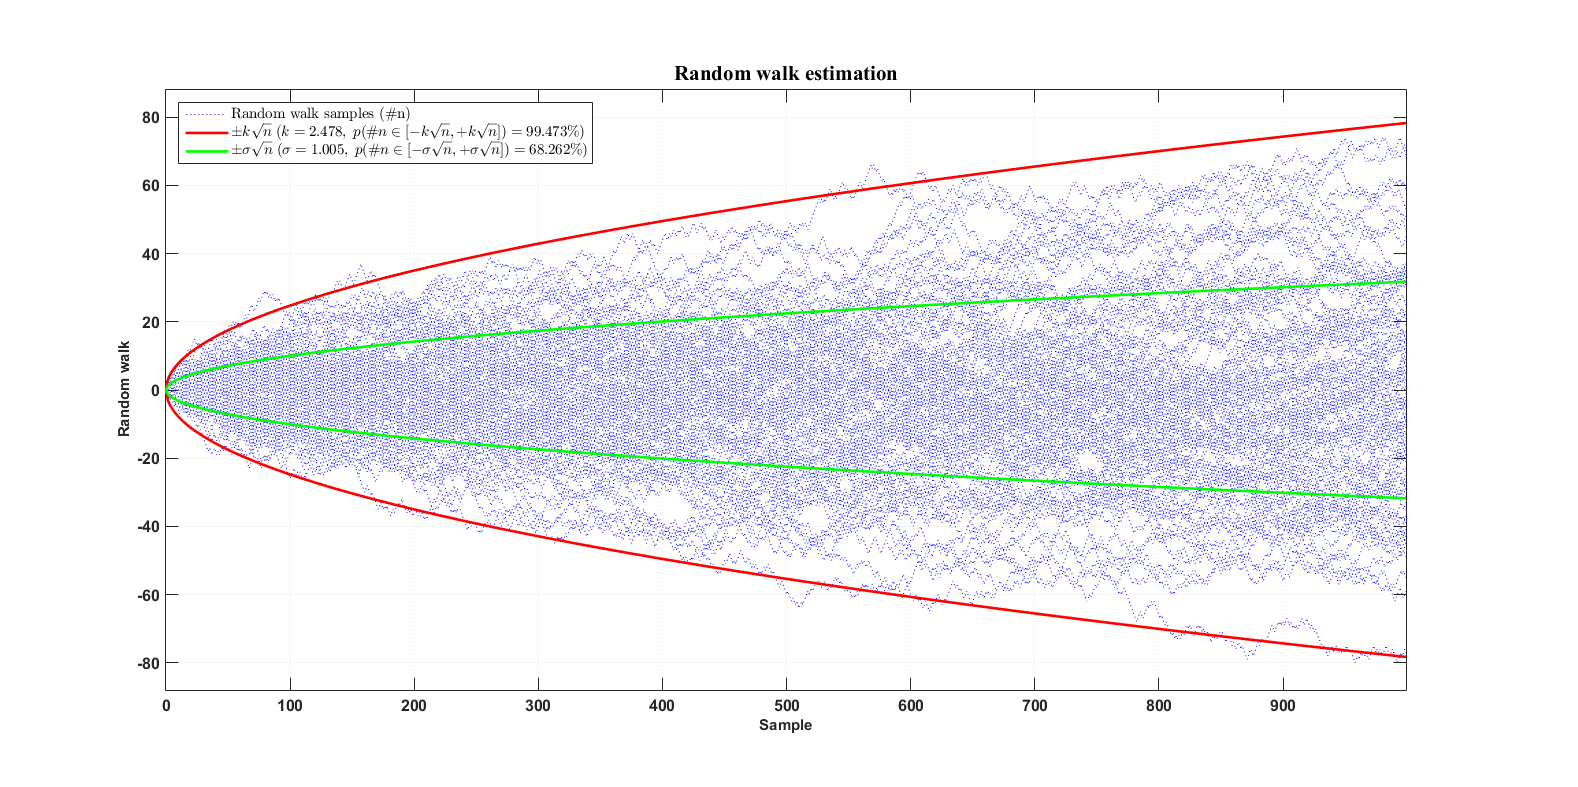 Random walk estimation
Random walk samples (#n)
±k√n (k = 2.478, p(#n ∈ [−k√n, +k√n]) = 99.473%)
±σ√n (σ = 1.005, p(#n ∈ [−σ√n, +σ√n]) = 68.262%)
80
60
40
20
0
-20
-40
-60
-80
Random walk
0 100 200 300 400 500 600 700 800 900
Sample